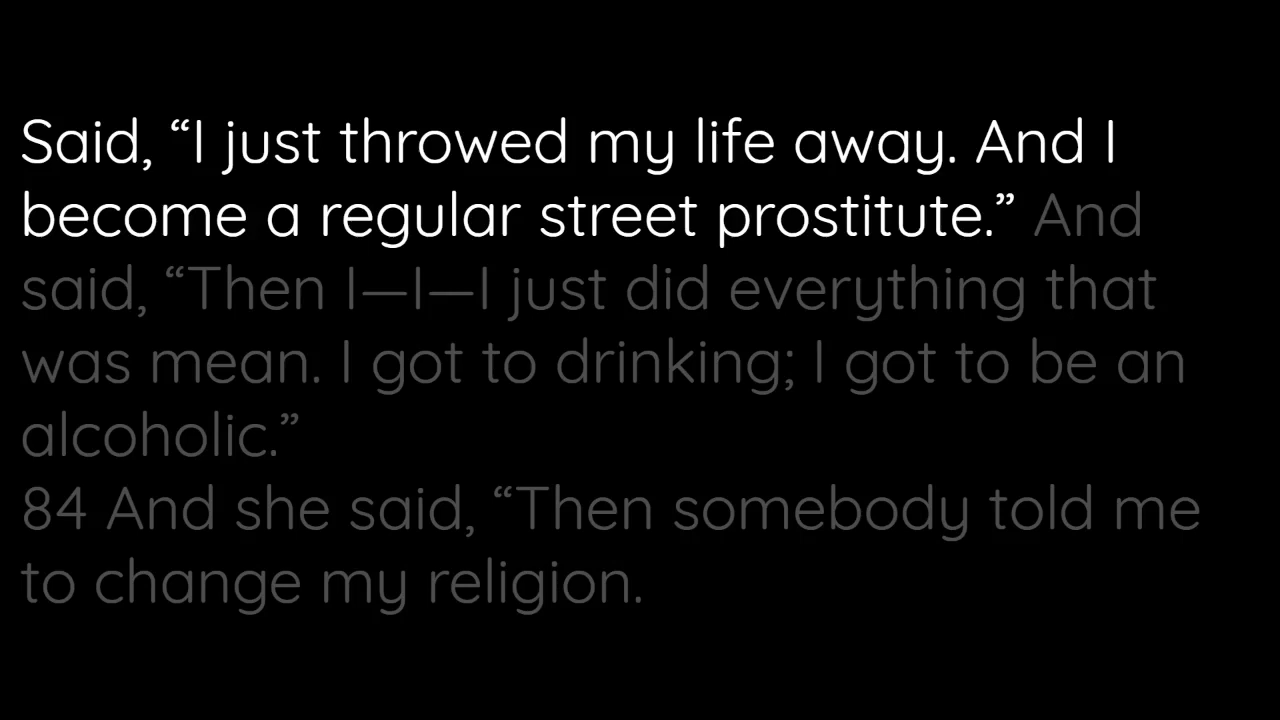 Said, “I just throwed my life away. And I
become a regular street prostitute.” And
said, “Then I—I—I just did everything that
was mean. I got to drinking; I got to be an
alcoholic.”
84 And she said, “Then somebody told me
to change my religion.